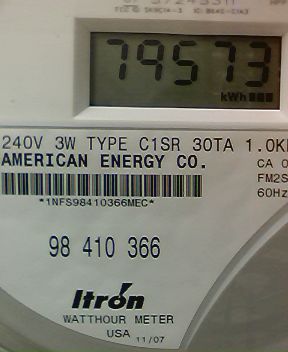 79573
kWh
240V 3W TYPE C1SR 30TA 1.0K
AMERICAN ENERGY CO.
CA 0
FM2S
60Hz
*1NFS98410366MEC*
98 410 366
Itron
WATTHOUR METER
USA 11/07